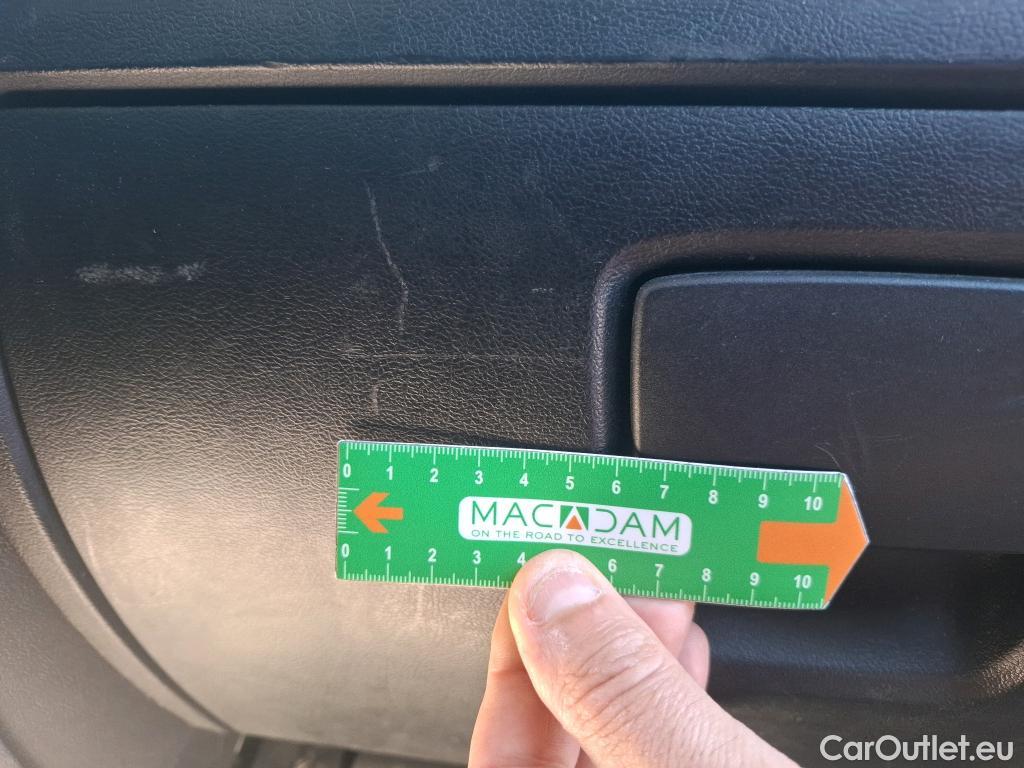 0 1 2 3 4 5 6 7 8 9 10
MACADAM
ON THE ROAD TO EXCELLENCE
0 1 2 3 4 6 7 8 9 10
CarOutlet.eu